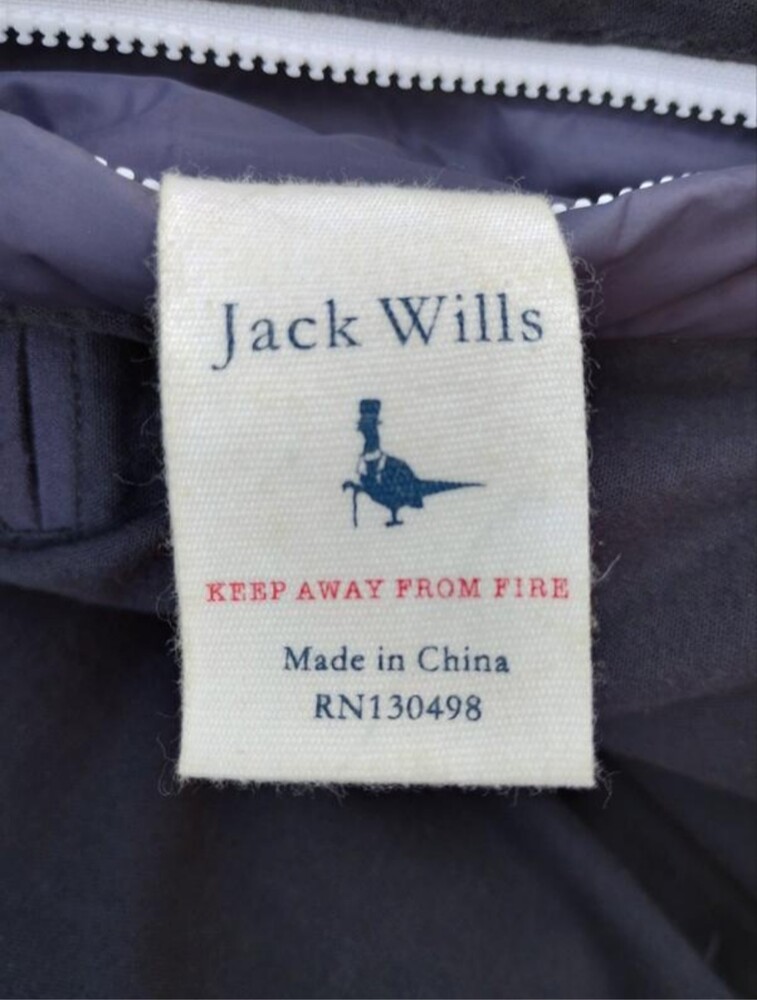 Jack Wills
KEEP AWAY FROM FIRE
Made in China
RN130498